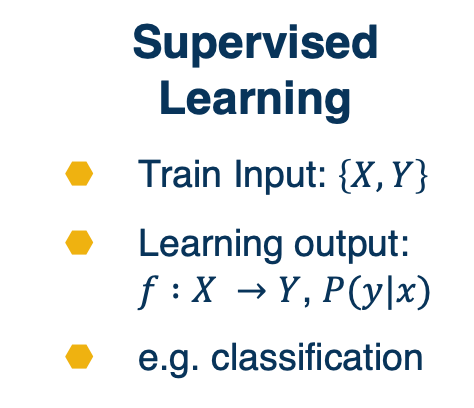 Supervised
Learning
Train Input: {X, Y}
Learning output:
f : X → Y, P(y|x)
e.g. classification